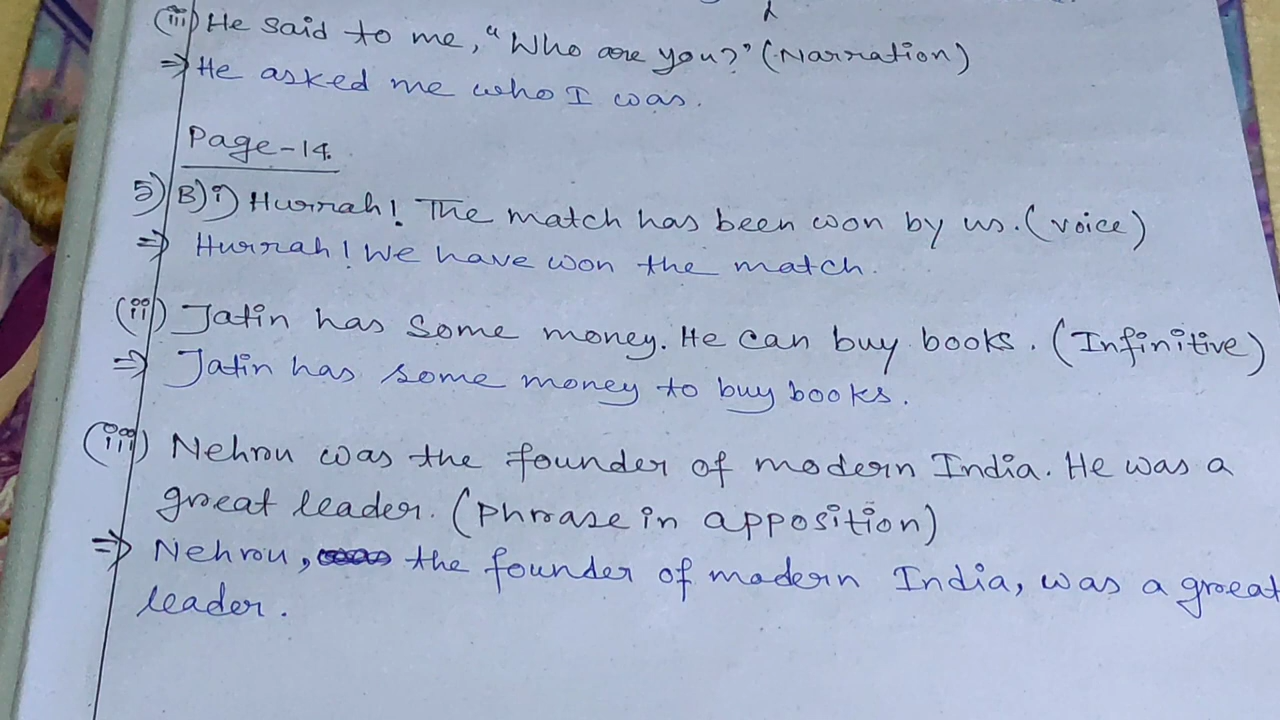 (iii) He said to me, "Who are you?" (Narration)
⇒ He asked me who I was.
Page-14.
5) B) i) Hurrah! The match has been won by us. (voice)
⇒ Hurrah! We have won the match.
(ii) Jatin has some money. He can buy books. (Infinitive)
⇒ Jatin has some money to buy books.
(iii) Nehru was the founder of modern India. He was a
great leader. (Phrase in apposition)
⇒ Nehru, the founder of modern India, was a great
leader.